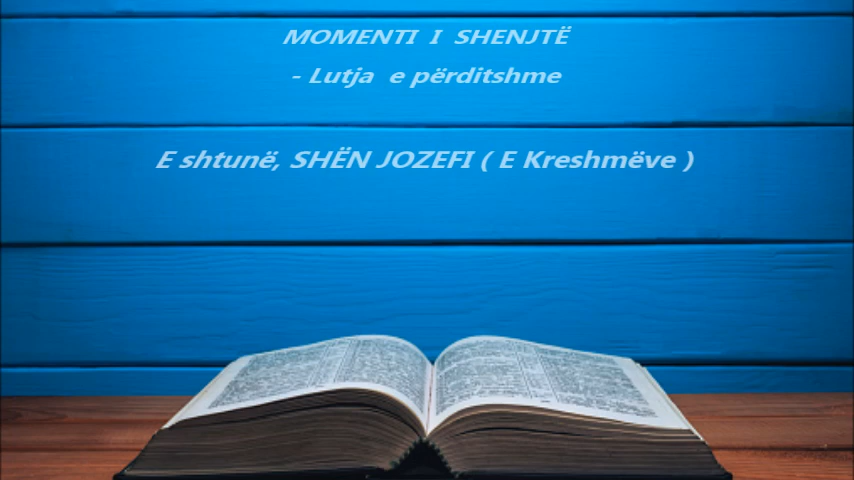 MOMENTI I SHENJTË
- Lutja e përditshme
E shtunë, SHËN JOZEFI ( E Kreshmëve )